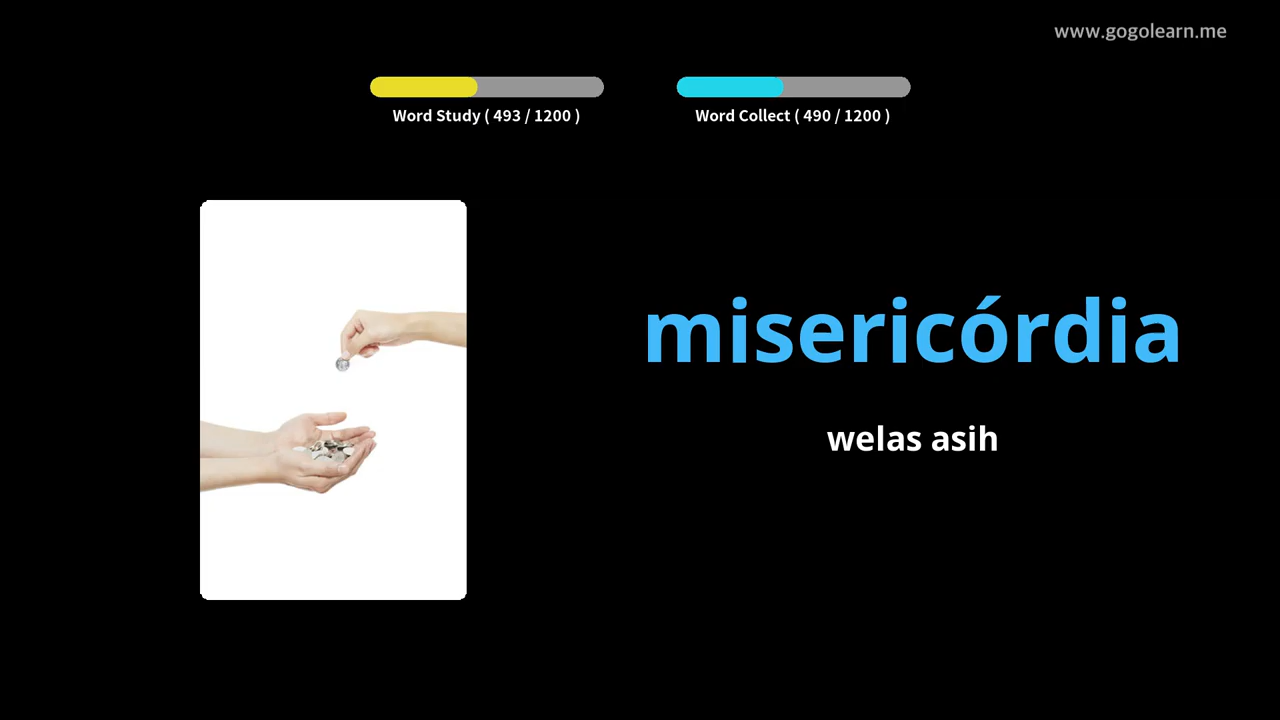 www.gogolearn.me
Word Study ( 493 / 1200 )
Word Collect ( 490 / 1200 )
misericórdia
welas asih